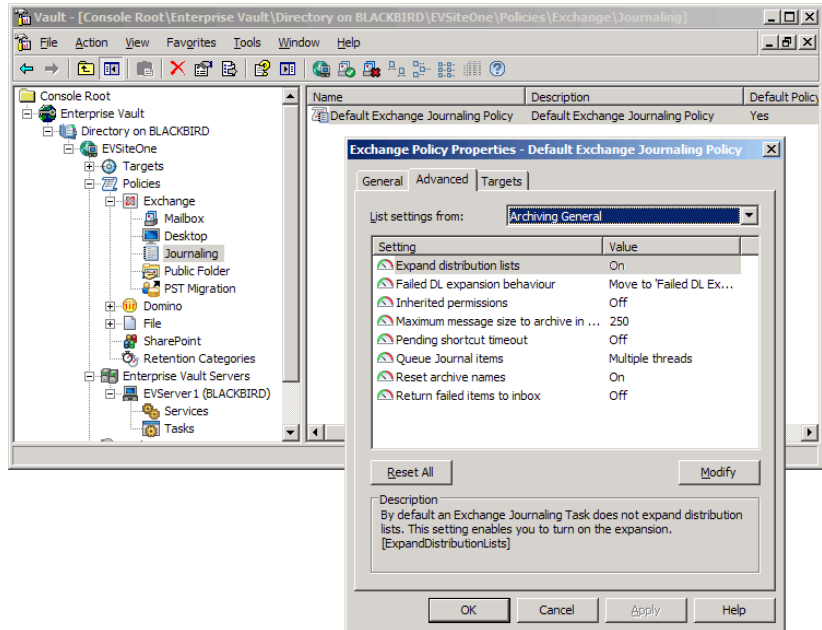 Vault - [Console Root\Enterprise Vault\Directory on BLACKBIRD\EVSiteOne\Policies\Exchange\Journaling]
File Action View Favorites Tools Window Help
Console Root
Enterprise Vault
Directory on BLACKBIRD
EVSiteOne
Targets
Policies
Exchange
Mailbox
Desktop
Journaling
Public Folder
PST Migration
Domino
File
SharePoint
Retention Categories
Enterprise Vault Servers
EVServer1 (BLACKBIRD)
Services
Tasks
Name Description Default Policy
Default Exchange Journaling Policy Default Exchange Journaling Policy Yes
Exchange Policy Properties - Default Exchange Journaling Policy
General Advanced Targets
List settings from: Archiving General
Setting Value
Expand distribution lists On
Failed DL expansion behaviour Move to 'Failed DL Ex...
Inherited permissions Off
Maximum message size to archive in ... 250
Pending shortcut timeout Off
Queue Journal items Multiple threads
Reset archive names On
Return failed items to inbox Off
Reset All Modify
Description
By default an Exchange Journaling Task does not expand distribution
lists. This setting enables you to turn on the expansion.
[ExpandDistributionLists]
OK Cancel Apply Help